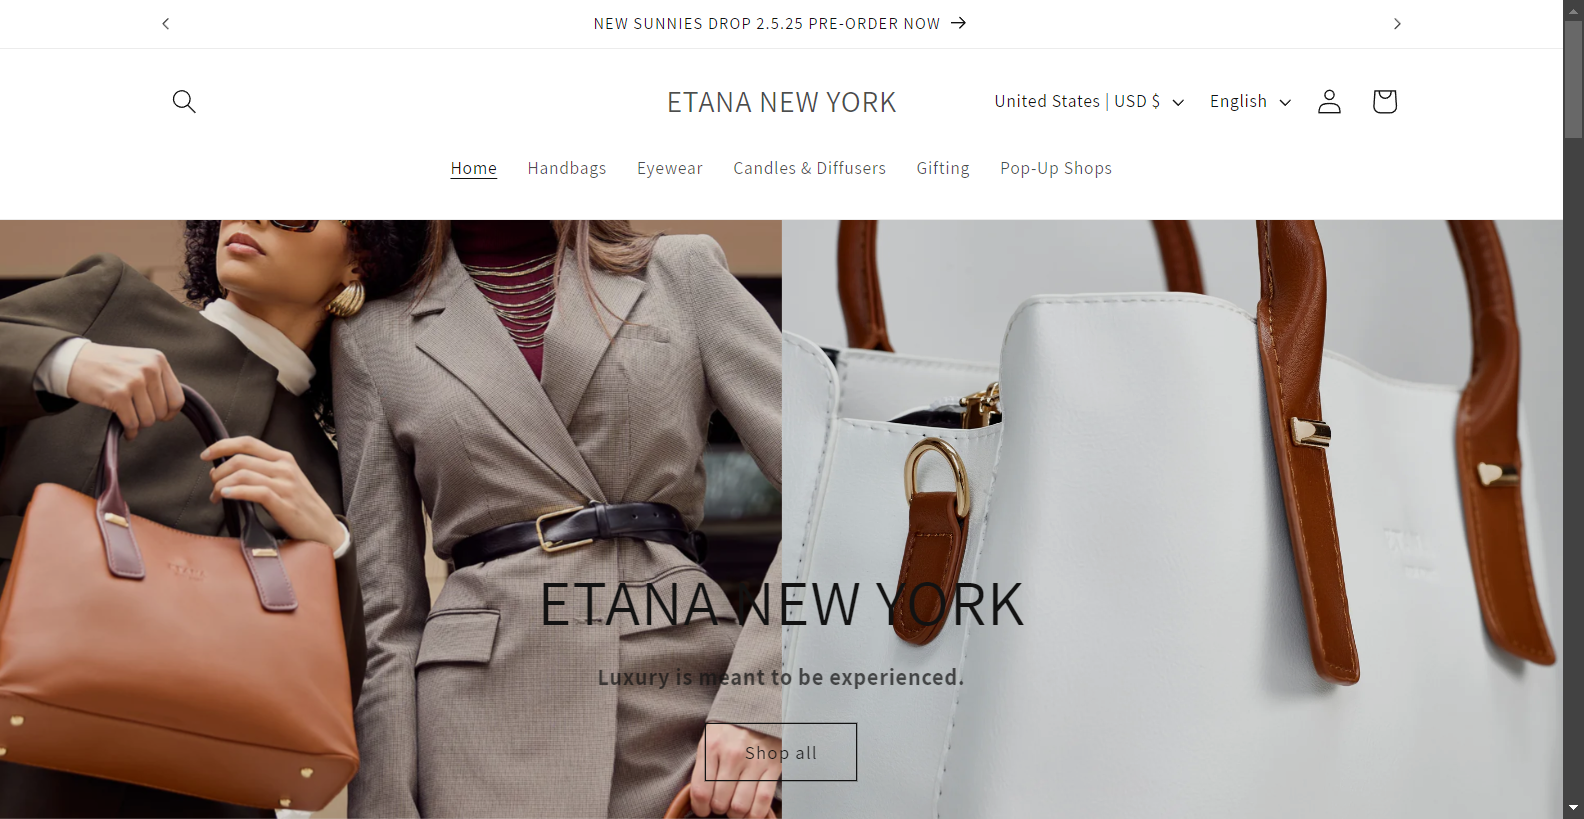 NEW SUNNIES DROP 2.5.25 PRE-ORDER NOW
ETANA NEW YORK
United States | USD $
English
Home Handbags Eyewear Candles & Diffusers Gifting Pop-Up Shops
ETANA NEW YORK
Luxury is meant to be experienced.
Shop all